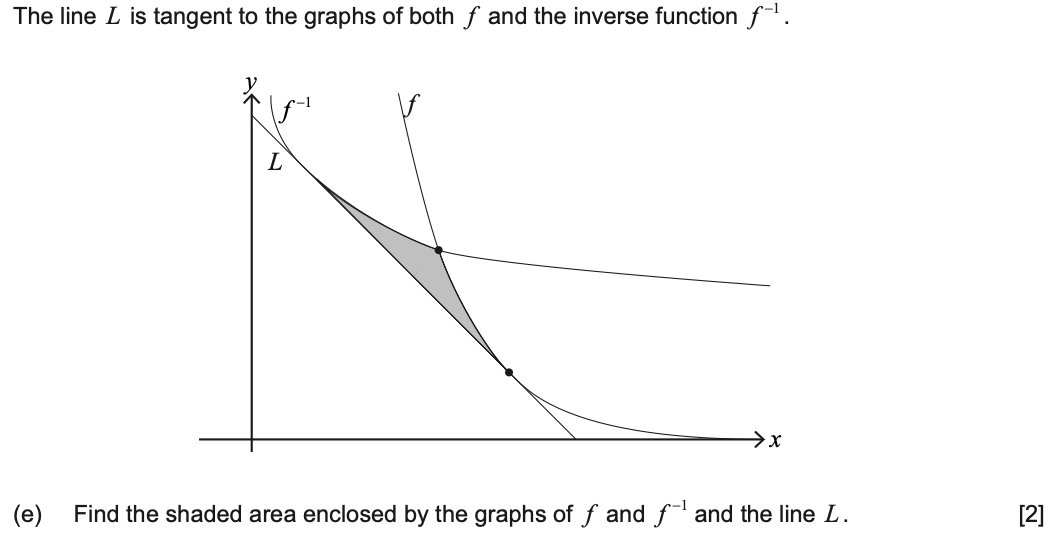 The line L is tangent to the graphs of both f and the inverse function f⁻¹.
y
f⁻¹
f
L
x
(e) Find the shaded area enclosed by the graphs of f and f⁻¹ and the line L. [2]